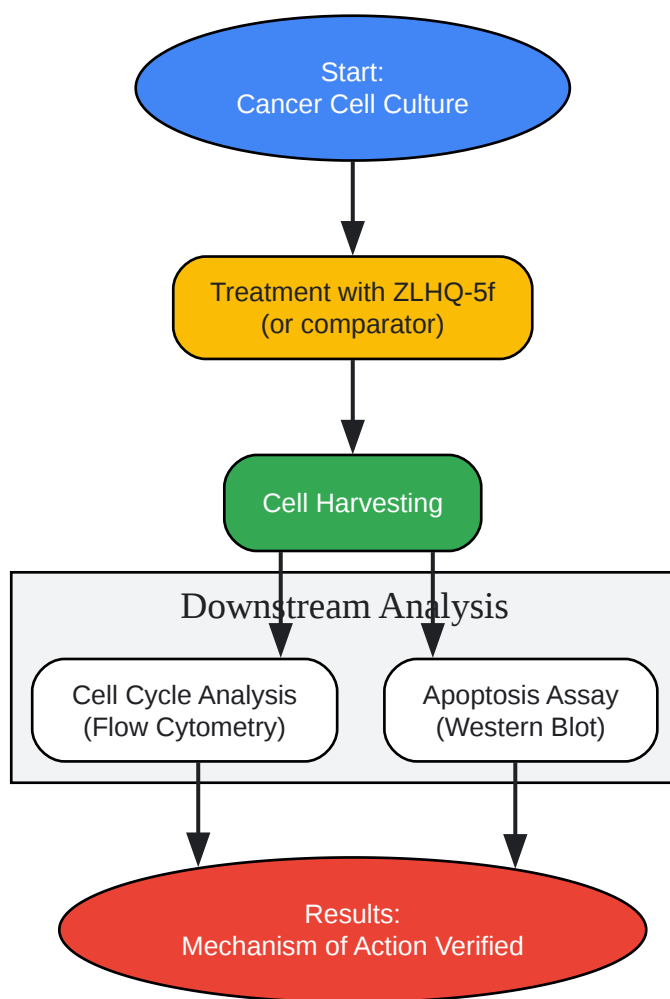 Start:
Cancer Cell Culture
Treatment with ZLHQ-5f
(or comparator)
Cell Harvesting
Downstream Analysis
Cell Cycle Analysis
(Flow Cytometry)
Apoptosis Assay
(Western Blot)
Results:
Mechanism of Action Verified